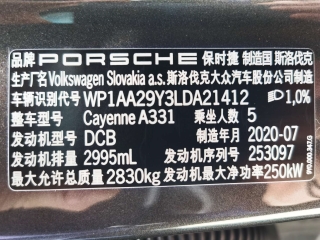 品牌 PORSCHE 保时捷 制造国 斯洛伐克
生产厂名 Volkswagen Slovakia a.s. 斯洛伐克大众汽车股份公司制造
车辆识别代号 WP1AA29Y3LDA21412 1,0%
整车型号 Cayenne A331 乘坐人数 5
发动机型号 DCB 制造年月 2020-07
发动机排量 2995mL 发动机序列号 253097
最大允许总质量 2830kg 发动机最大净功率 250kW